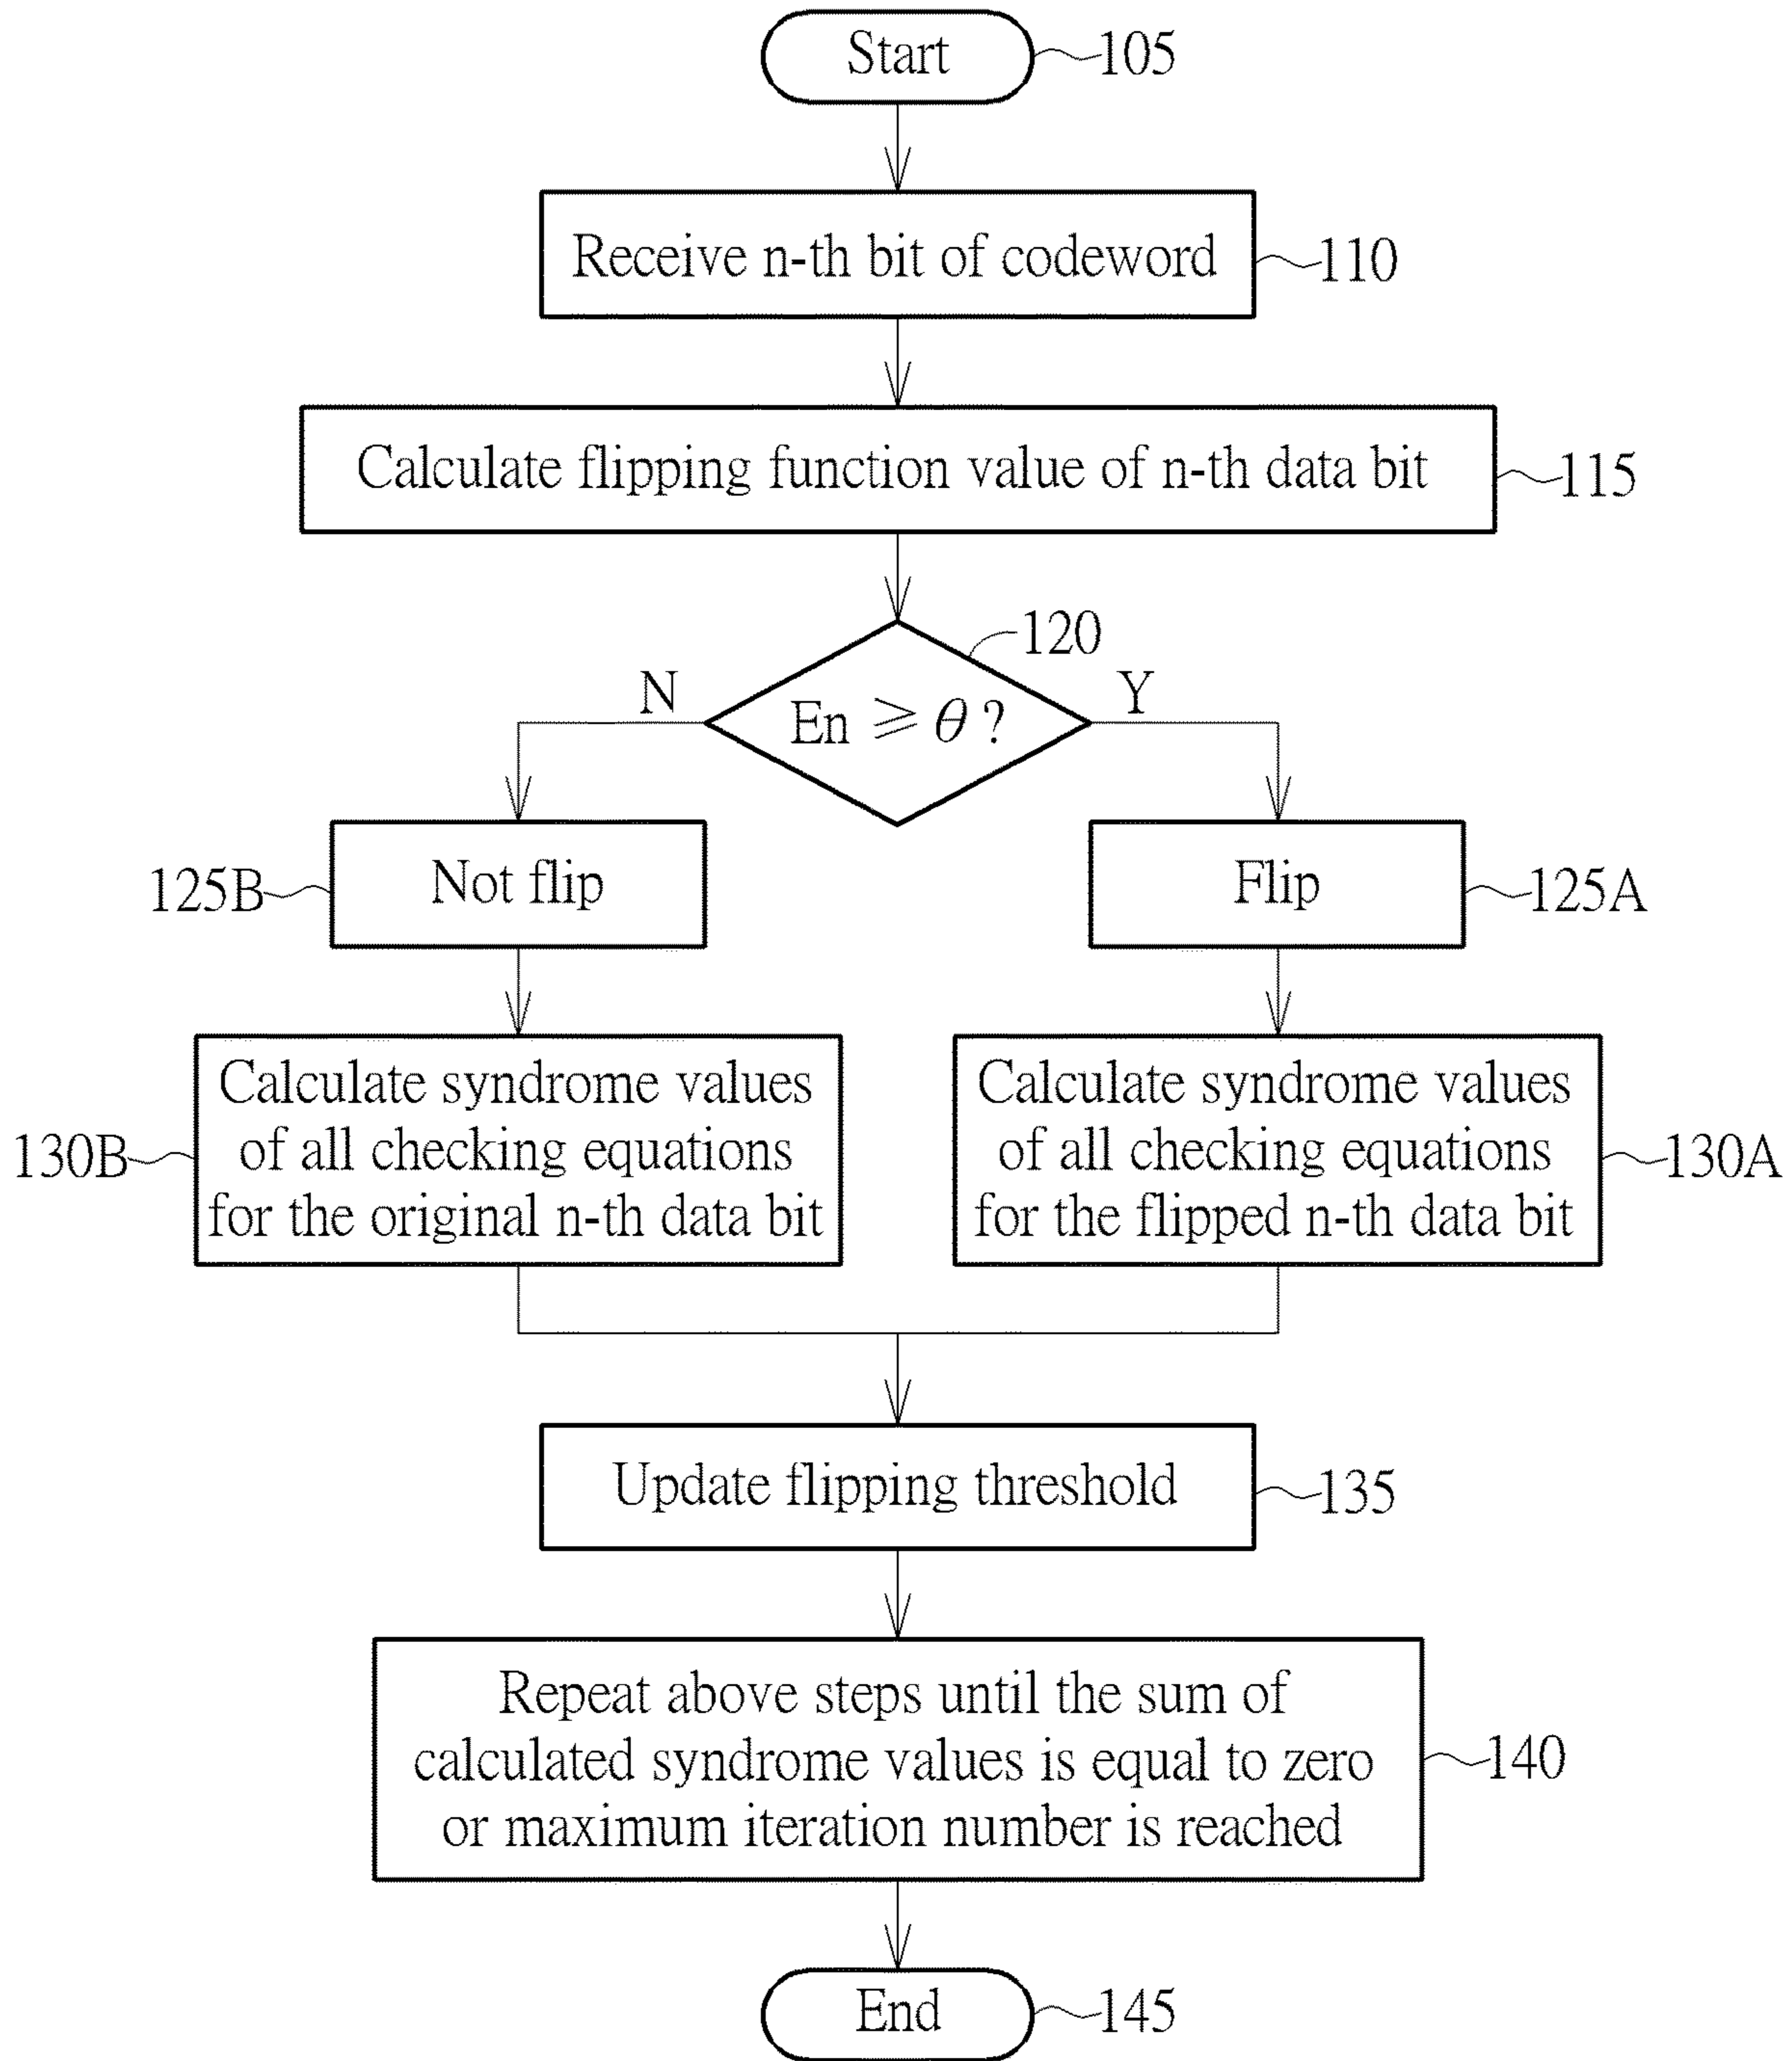 Start
105
Receive n-th bit of codeword
110
Calculate flipping function value of n-th data bit
115
120
N
En ≥ θ ?
Y
125B
Not flip
Flip
125A
130B
Calculate syndrome values
of all checking equations
for the original n-th data bit
Calculate syndrome values
of all checking equations
for the flipped n-th data bit
130A
Update flipping threshold
135
Repeat above steps until the sum of
calculated syndrome values is equal to zero
or maximum iteration number is reached
140
End
145